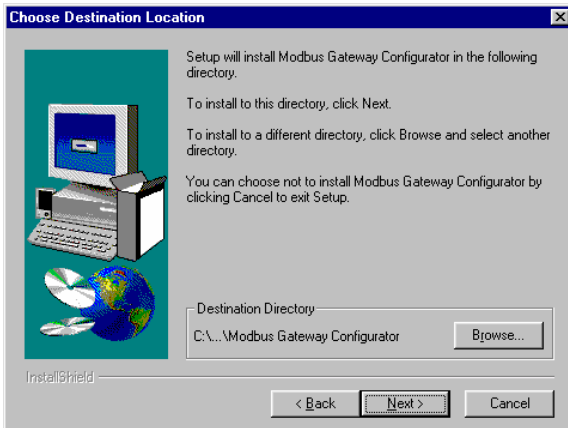 Choose Destination Location
Setup will install Modbus Gateway Configurator in the following
directory.
To install to this directory, click Next.
To install to a different directory, click Browse and select another
directory.
You can choose not to install Modbus Gateway Configurator by
clicking Cancel to exit Setup.
Destination Directory
C:\...\Modbus Gateway Configurator
Browse...
InstallShield
< Back
Next >
Cancel